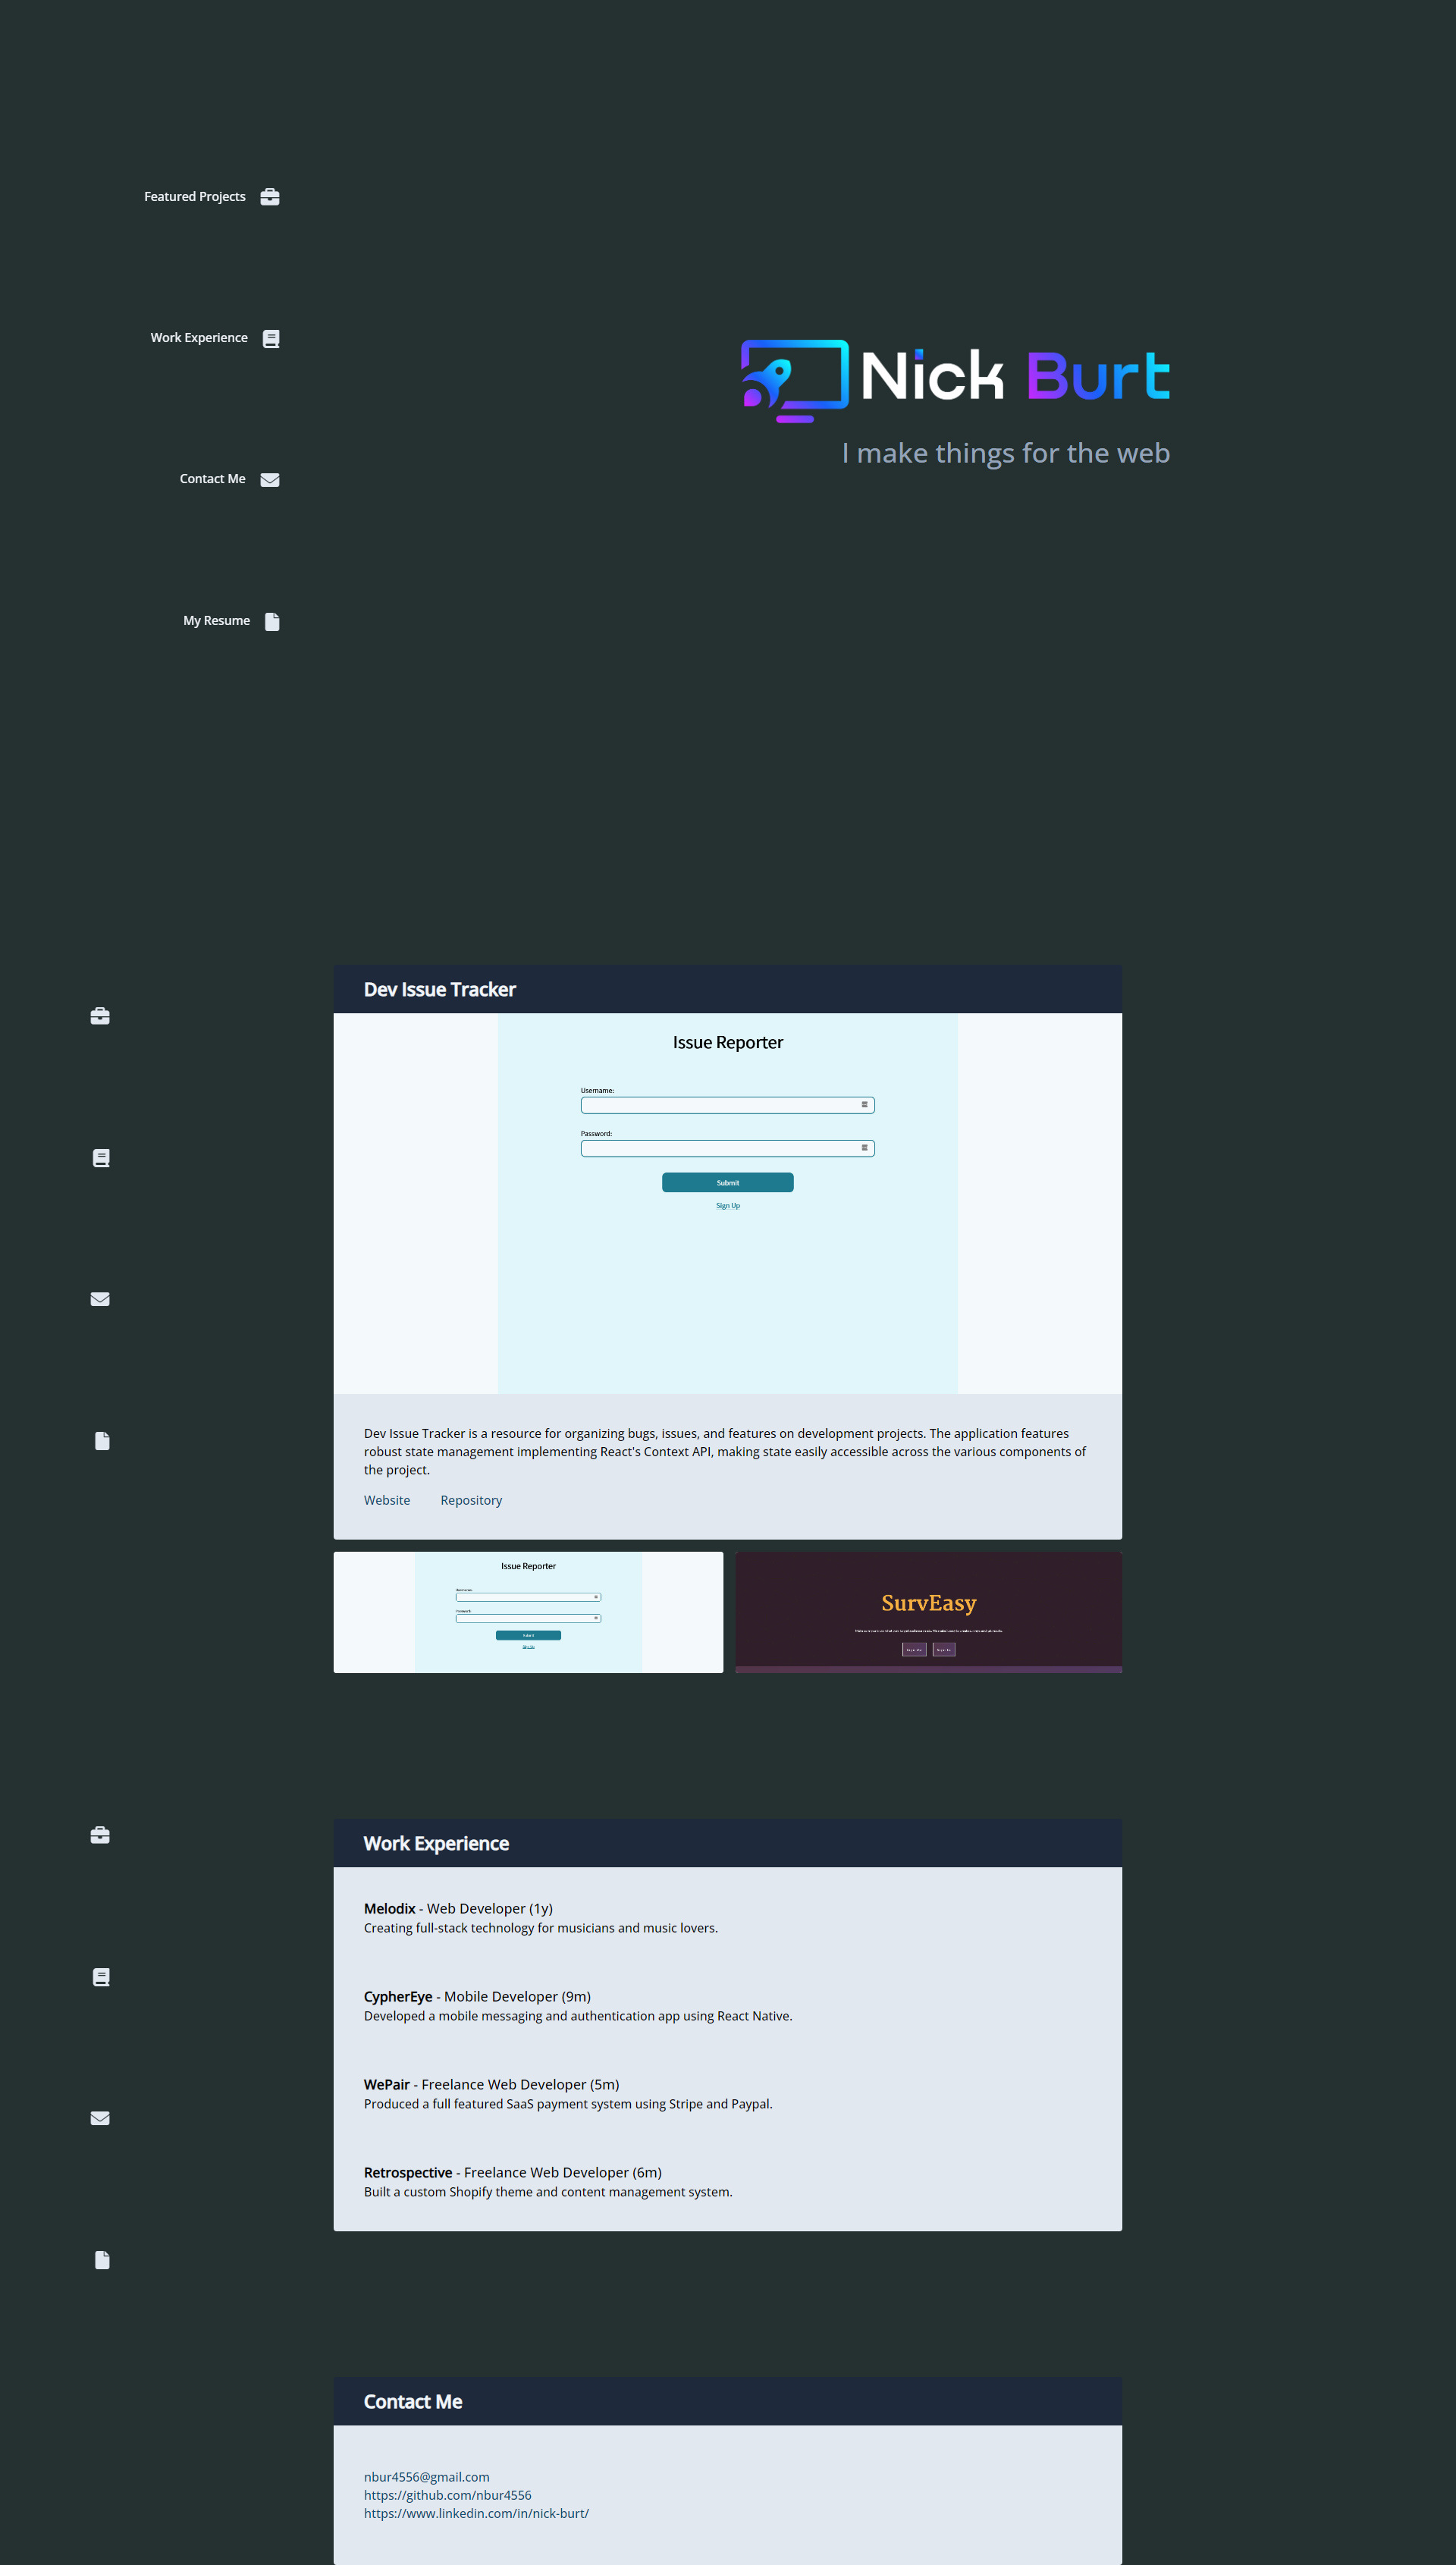 Featured Projects
Work Experience
Nick Burt
I make things for the web
Contact Me
My Resume
Dev Issue Tracker
Issue Reporter
Username:
Password:
Submit
Sign Up
Dev Issue Tracker is a resource for organizing bugs, issues, and features on development projects. The application features
robust state management implementing React's Context API, making state easily accessible across the various components of
the project.
Website Repository
Issue Reporter
Username:
Password:
Submit
Sign Up
SurvEasy
Work Experience
Melodix - Web Developer (1y)
Creating full-stack technology for musicians and music lovers.
CypherEye - Mobile Developer (9m)
Developed a mobile messaging and authentication app using React Native.
WePair - Freelance Web Developer (5m)
Produced a full featured SaaS payment system using Stripe and Paypal.
Retrospective - Freelance Web Developer (6m)
Built a custom Shopify theme and content management system.
Contact Me
nbur4556@gmail.com
https://github.com/nbur4556
https://www.linkedin.com/in/nick-burt/